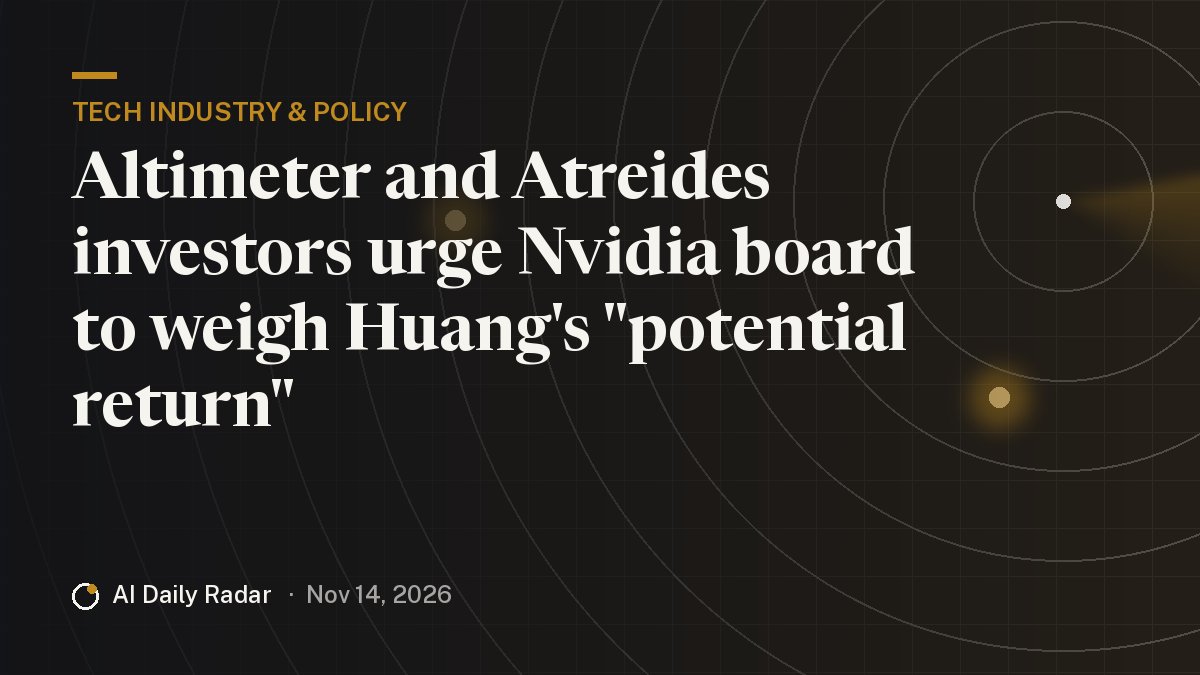 TECH INDUSTRY & POLICY
Altimeter and Atreides
investors urge Nvidia board
to weigh Huang's "potential
return"
AI Daily Radar · Nov 14, 2026